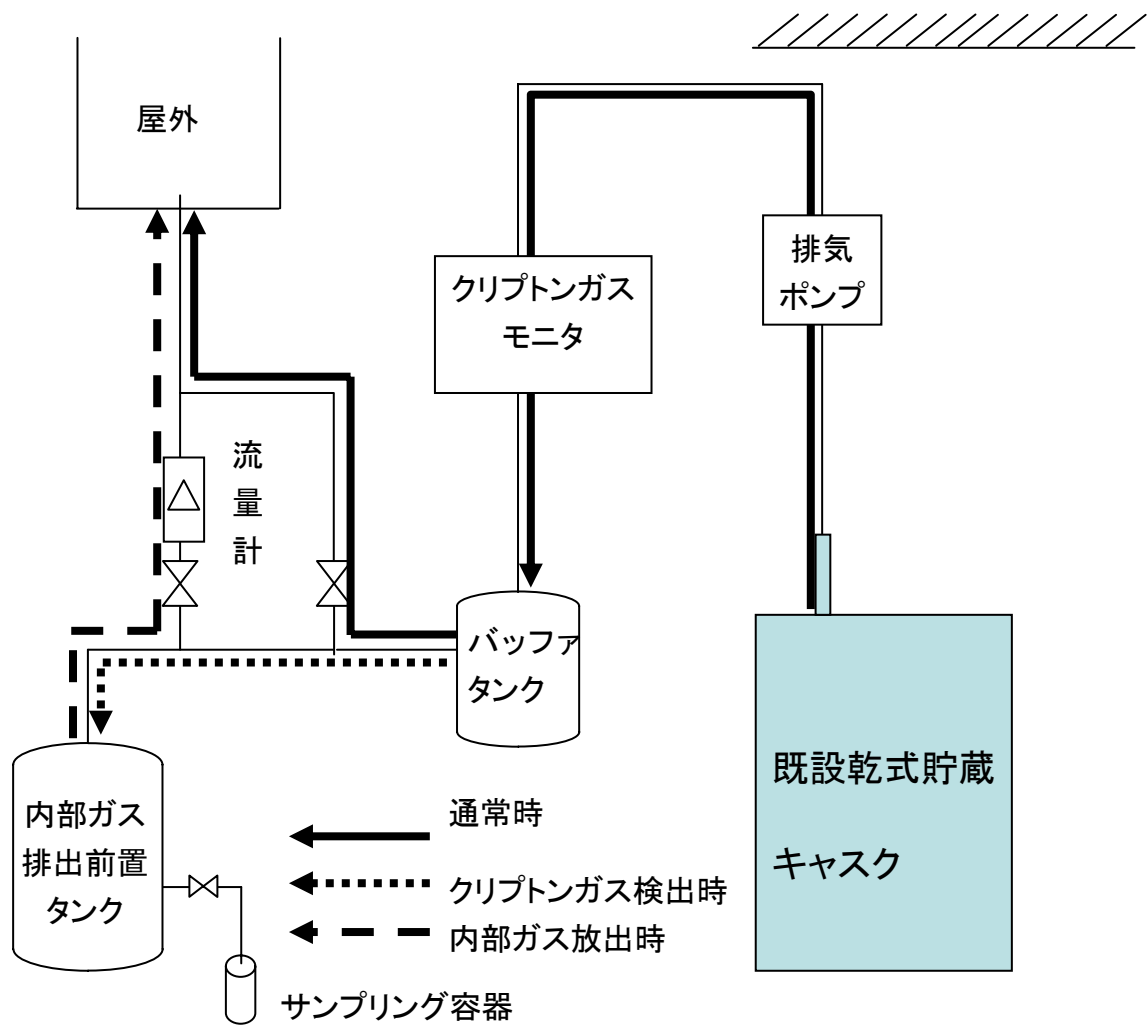 屋外
排気
ポンプ
クリプトンガス
モニタ
流
量
計
バッファ
タンク
既設乾式貯蔵
キャスク
内部ガス
排出前置
タンク
通常時
クリプトンガス検出時
内部ガス放出時
サンプリング容器